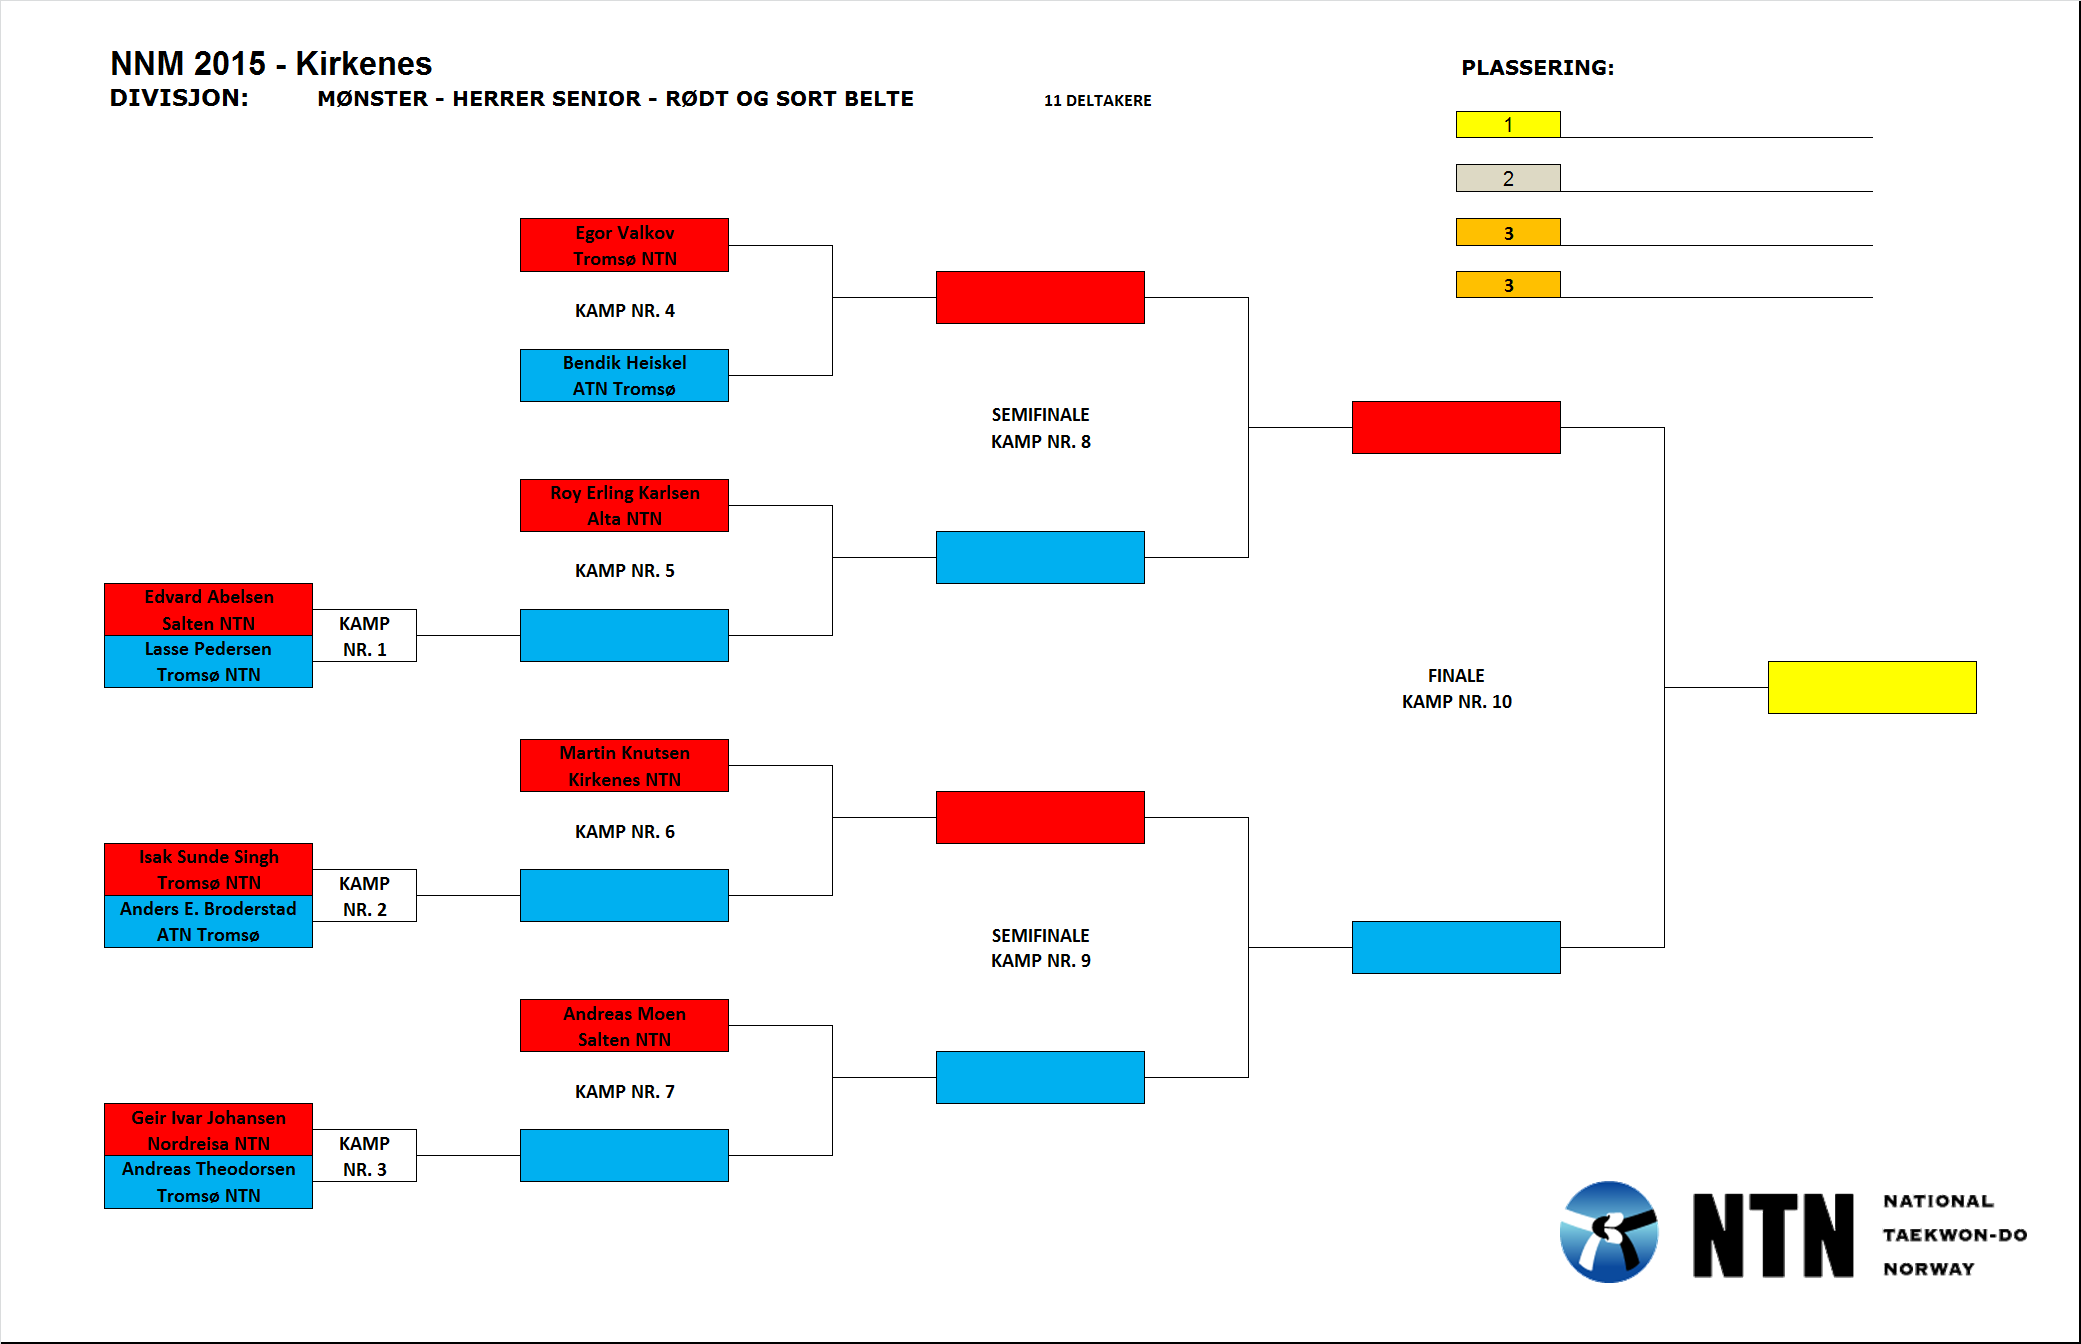 NNM 2015 - Kirkenes
DIVISJON: MØNSTER - HERRER SENIOR - RØDT OG SORT BELTE 11 DELTAKERE
PLASSERING:
1
2
3
3
Egor Valkov
Tromsø NTN
KAMP NR. 4
Bendik Heiskel
ATN Tromsø
SEMIFINALE
KAMP NR. 8
Roy Erling Karlsen
Alta NTN
KAMP NR. 5
Edvard Abelsen
Salten NTN
Lasse Pedersen
Tromsø NTN
KAMP
NR. 1
FINALE
KAMP NR. 10
Martin Knutsen
Kirkenes NTN
KAMP NR. 6
Isak Sunde Singh
Tromsø NTN
Anders E. Broderstad
ATN Tromsø
KAMP
NR. 2
SEMIFINALE
KAMP NR. 9
Andreas Moen
Salten NTN
KAMP NR. 7
Geir Ivar Johansen
Nordreisa NTN
Andreas Theodorsen
Tromsø NTN
KAMP
NR. 3
NTN
NATIONAL
TAEKWON-DO
NORWAY